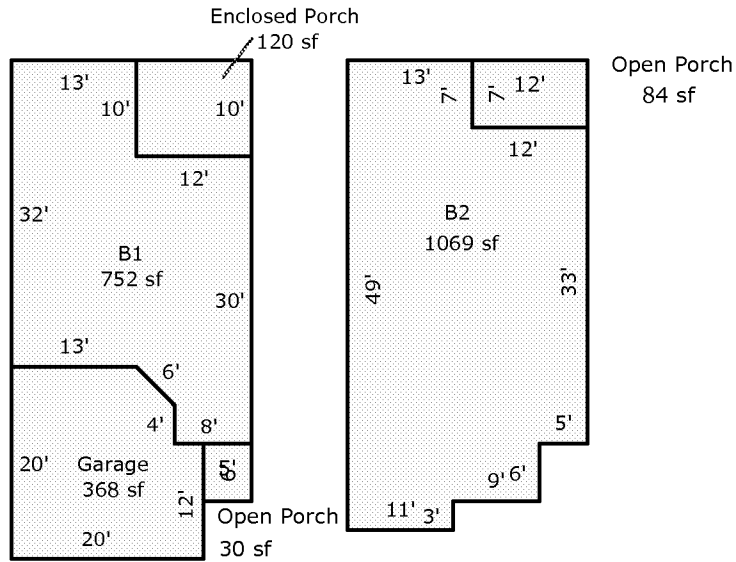 Enclosed Porch
120 sf
13'
10'
10'
12'
32'
B1
752 sf
30'
13'
6'
4'
8'
20'
Garage
368 sf
5'
6'
12'
20'
Open Porch
30 sf
13'
7'
7'
12'
Open Porch
84 sf
12'
B2
1069 sf
49'
33'
5'
9'
6'
11'
3'